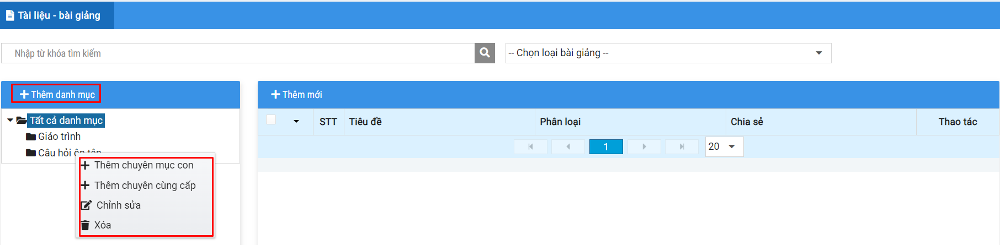 Tài liệu - bài giảng
Nhập từ khóa tìm kiếm
-- Chọn loại bài giảng --
Thêm danh mục
Tất cả danh mục
Giáo trình
Câu hỏi ôn tập
Thêm chuyên mục con
Thêm chuyên cùng cấp
Chỉnh sửa
Xóa
Thêm mới
STT Tiêu đề Phân loại Chia sẻ Thao tác
1 20